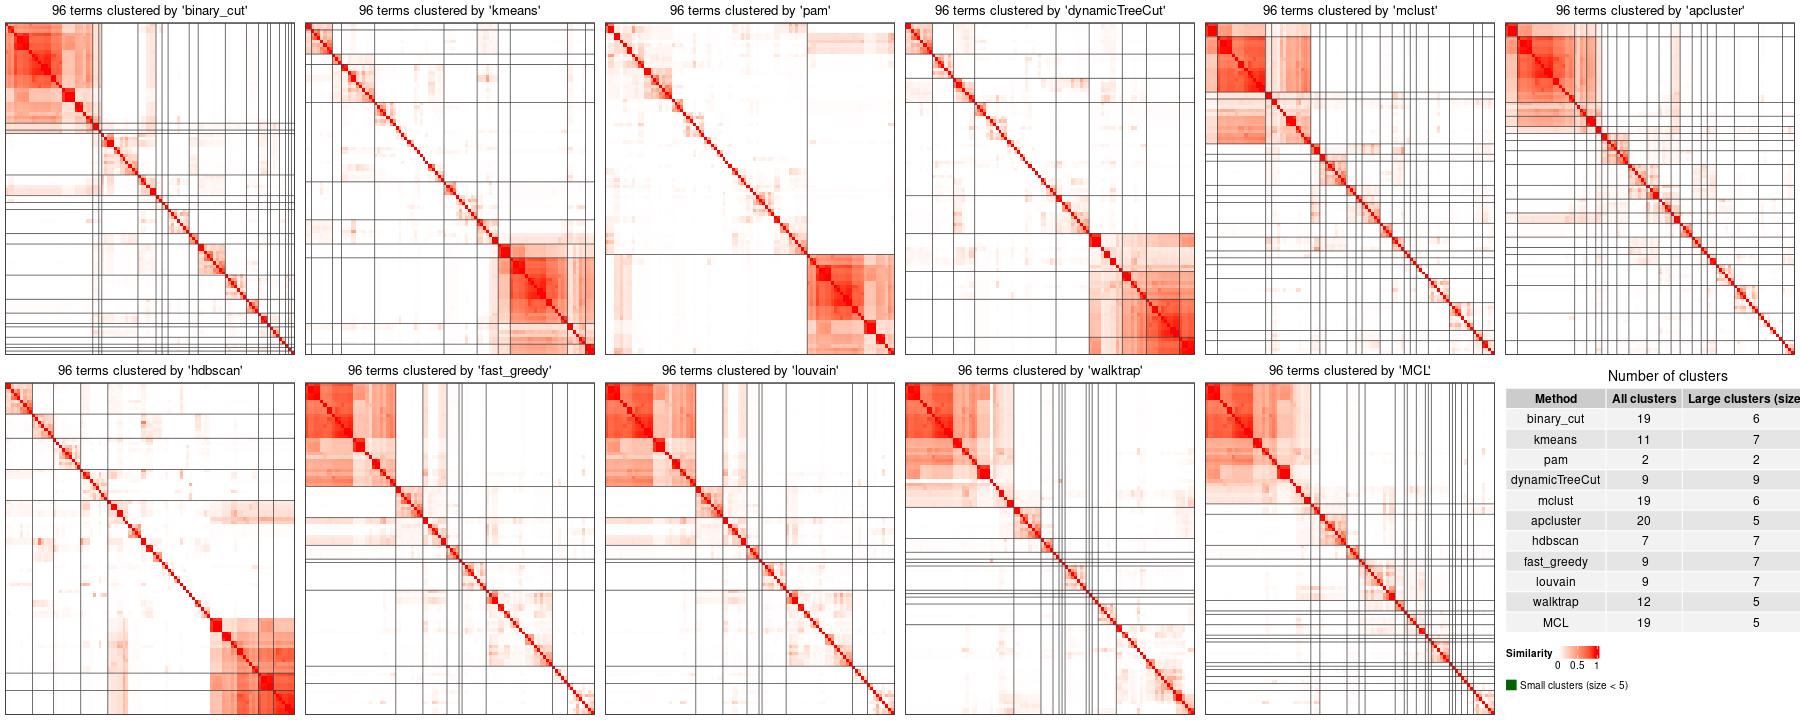 96 terms clustered by 'binary_cut'
96 terms clustered by 'kmeans'
96 terms clustered by 'pam'
96 terms clustered by 'dynamicTreeCut'
96 terms clustered by 'mclust'
96 terms clustered by 'apcluster'
96 terms clustered by 'hdbscan'
96 terms clustered by 'fast_greedy'
96 terms clustered by 'louvain'
96 terms clustered by 'walktrap'
96 terms clustered by 'MCL'
Number of clusters
Method All clusters Large clusters (size
binary_cut 19 6
kmeans 11 7
pam 2 2
dynamicTreeCut 9 9
mclust 19 6
apcluster 20 5
hdbscan 7 7
fast_greedy 9 7
louvain 9 7
walktrap 12 5
MCL 19 5
Similarity
0 0.5 1
Small clusters (size < 5)